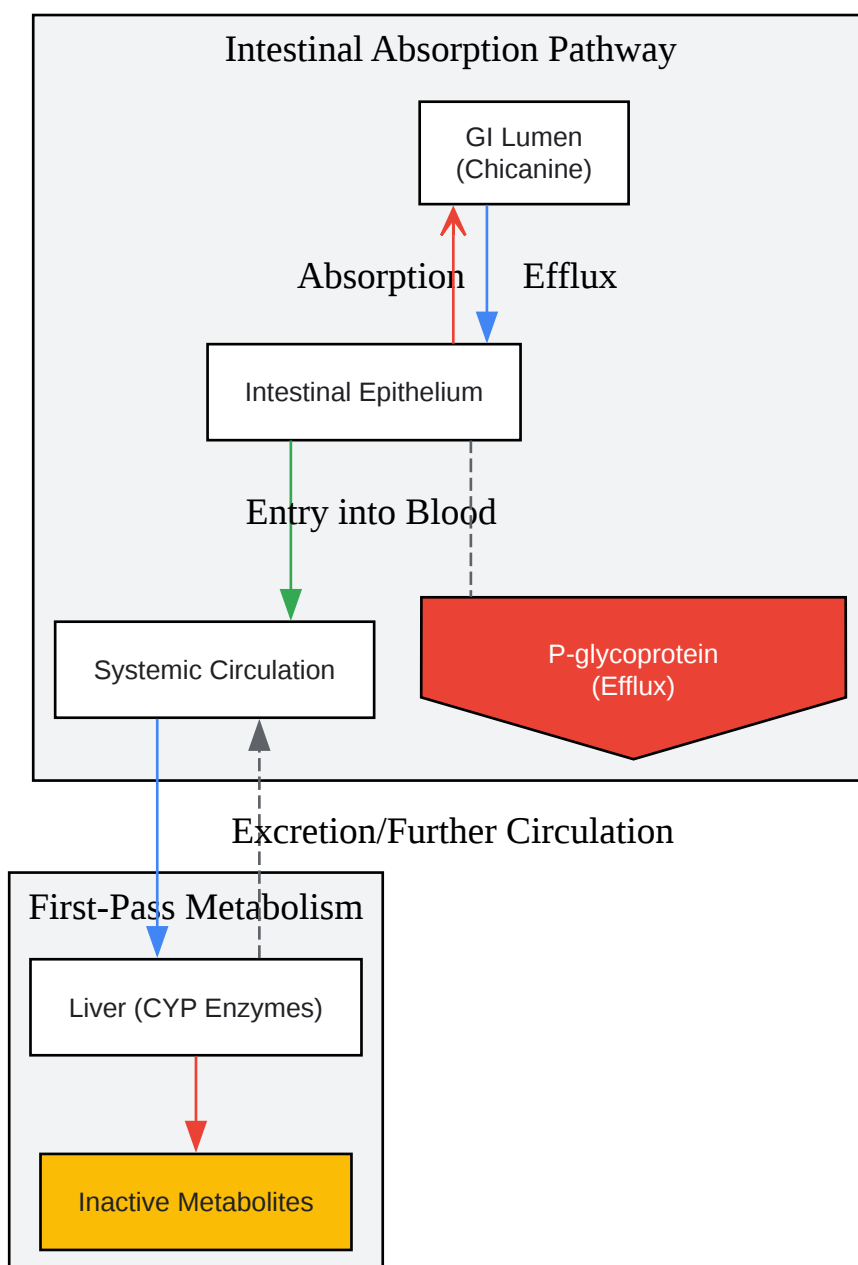 Intestinal Absorption Pathway
GI Lumen
(Chicanine)
Absorption
Efflux
Intestinal Epithelium
Entry into Blood
Systemic Circulation
P-glycoprotein
(Efflux)
Excretion/Further Circulation
First-Pass Metabolism
Liver (CYP Enzymes)
Inactive Metabolites